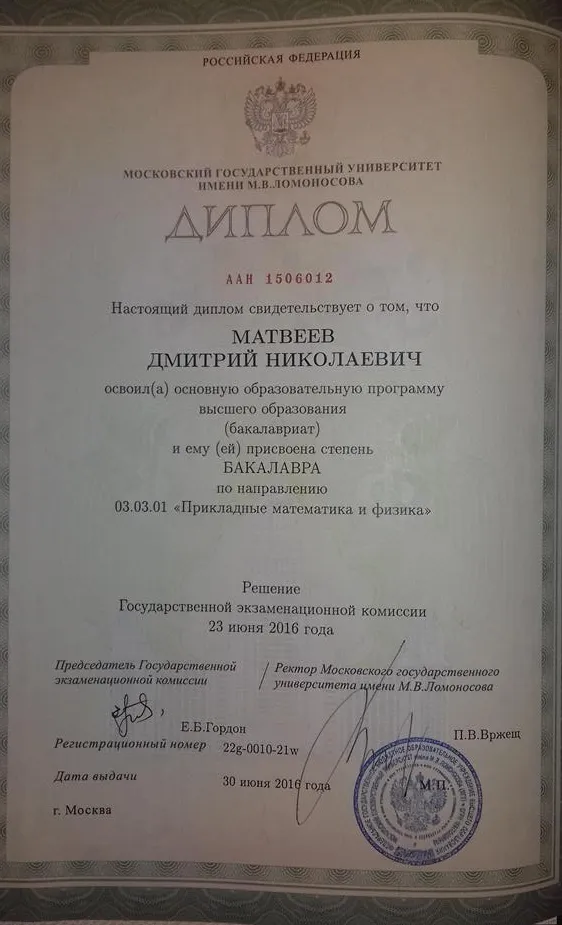 РОССИЙСКАЯ ФЕДЕРАЦИЯ
МОСКОВСКИЙ ГОСУДАРСТВЕННЫЙ УНИВЕРСИТЕТ
ИМЕНИ М.В.ЛОМОНОСОВА
ДИПЛОМ
ААН 1506012
Настоящий диплом свидетельствует о том, что
МАТВЕЕВ
ДМИТРИЙ НИКОЛАЕВИЧ
освоил(а) основную образовательную программу
высшего образования
(бакалавриат)
и ему (ей) присвоена степень
БАКАЛАВРА
по направлению
03.03.01 «Прикладные математика и физика»
Решение
Государственной экзаменационной комиссии
23 июня 2016 года
Председатель Государственной
экзаменационной комиссии
/ Ректор Московского государственного
университета имени М.В.Ломоносова
Е.Б.Гордон
П.В.Вржещ
Регистрационный номер 22g-0010-21w
Дата выдачи 30 июня 2016 года
М.П.
г. Москва